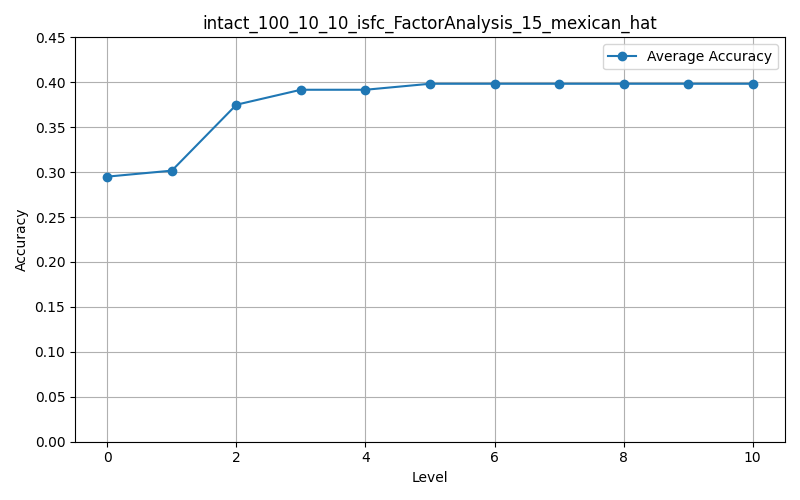 intact_100_10_10_isfc_FactorAnalysis_15_mexican_hat
Average Accuracy
0.45
0.40
0.35
0.30
0.25
0.20
0.15
0.10
0.05
0.00
Accuracy
0 2 4 6 8 10
Level